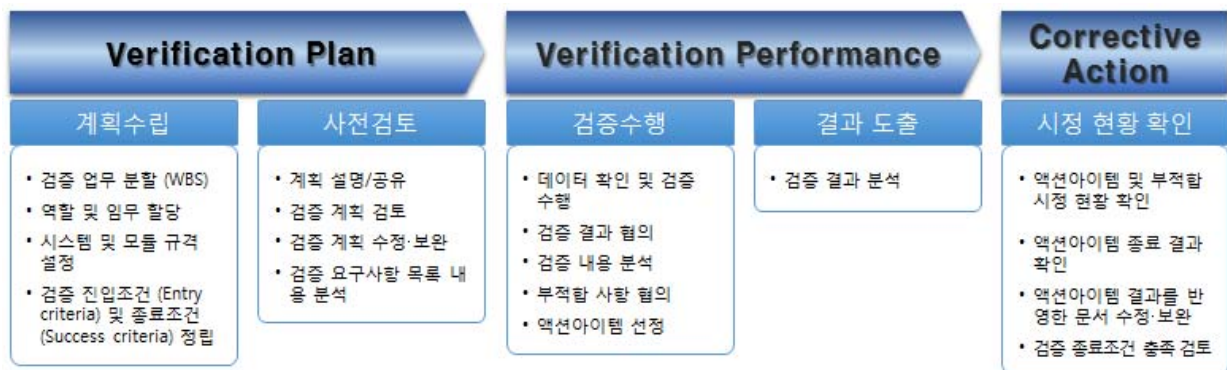 Verification Plan
Verification Performance
Corrective
Action
계획수립
• 검증 업무 분할 (WBS)
• 역할 및 임무 할당
• 시스템 및 모듈 규격
설정
• 검증 진입조건 (Entry
criteria) 및 종료조건
(Success criteria) 정립
사전검토
• 계획 설명/공유
• 검증 계획 검토
• 검증 계획 수정·보완
• 검증 요구사항 목록 내
용 분석
검증수행
• 데이터 확인 및 검증
수행
• 검증 결과 협의
• 검증 내용 분석
• 부적합 사항 협의
• 액션아이템 선정
결과 도출
• 검증 결과 분석
시정 현황 확인
• 액션아이템 및 부적합
시정 현황 확인
• 액션아이템 종료 결과
확인
• 액션아이템 결과를 반
영한 문서 수정·보완
• 검증 종료조건 충족 검토